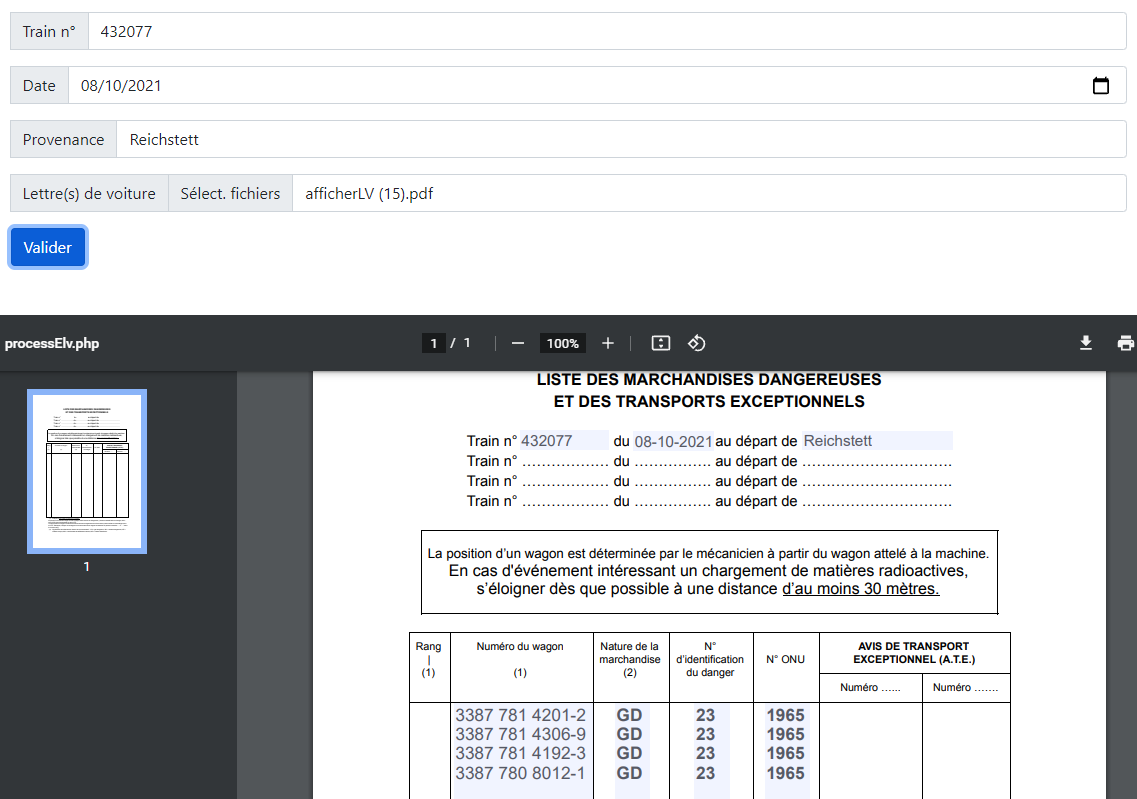 Train n° 432077
Date 08/10/2021
Provenance Reichstett
Lettre(s) de voiture Sélect. fichiers afficherLV (15).pdf
Valider
processElv.php 1 / 1 100%
1
LISTE DES MARCHANDISES DANGEREUSES
ET DES TRANSPORTS EXCEPTIONNELS
Train n° 432077 du 08-10-2021 au départ de Reichstett
Train n° .................. du ................ au départ de ...............................
Train n° .................. du ................ au départ de ...............................
Train n° .................. du ................ au départ de ...............................
La position d'un wagon est déterminée par le mécanicien à partir du wagon attelé à la machine.
En cas d'événement intéressant un chargement de matières radioactives,
s'éloigner dès que possible à une distance d'au moins 30 mètres.
Rang | (1)
Numéro du wagon (1)
Nature de la marchandise (2)
N° d'identification du danger
N° ONU
AVIS DE TRANSPORT EXCEPTIONNEL (A.T.E.)
Numéro ...... Numéro .......
3387 781 4201-2 GD 23 1965
3387 781 4306-9 GD 23 1965
3387 781 4192-3 GD 23 1965
3387 780 8012-1 GD 23 1965